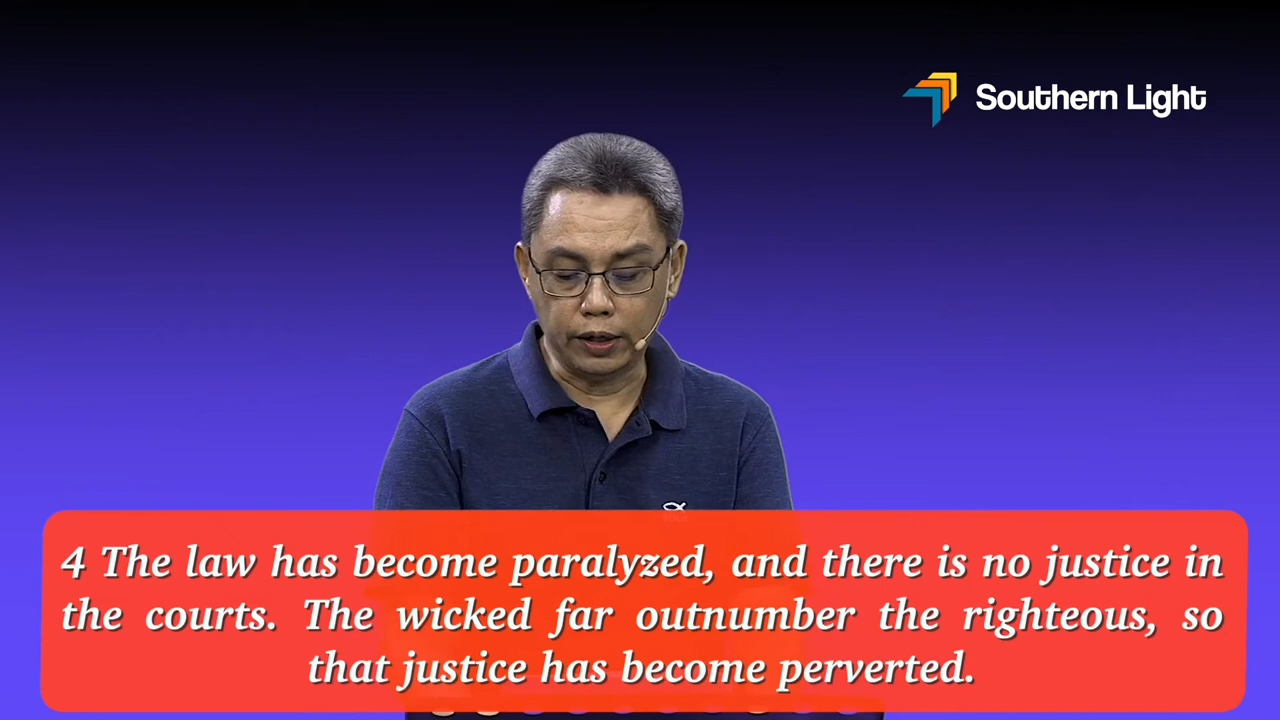 Southern Light
4 The law has become paralyzed, and there is no justice in
the courts. The wicked far outnumber the righteous, so
that justice has become perverted.